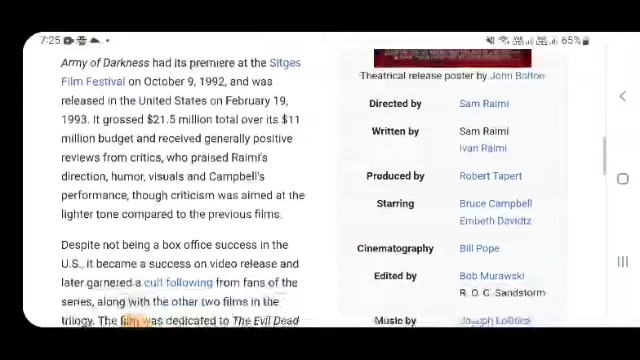 7:25
65%
Army of Darkness had its premiere at the Sitges
Film Festival on October 9, 1992, and was
released in the United States on February 19,
1993. It grossed $21.5 million total over its $11
million budget and received generally positive
reviews from critics, who praised Raimi's
direction, humor, visuals and Campbell's
performance, though criticism was aimed at the
lighter tone compared to the previous films.
Despite not being a box office success in the
U.S., it became a success on video release and
later garnered a cult following from fans of the
series, along with the other two films in the
trilogy. The film was dedicated to The Evil Dead
Theatrical release poster by John Bolton
Directed by Sam Raimi
Written by Sam Raimi
Ivan Raimi
Produced by Robert Tapert
Starring Bruce Campbell
Embeth Davidtz
Cinematography Bill Pope
Edited by Bob Murawski
R. O. C. Sandstorm
Music by Joseph LoDuca